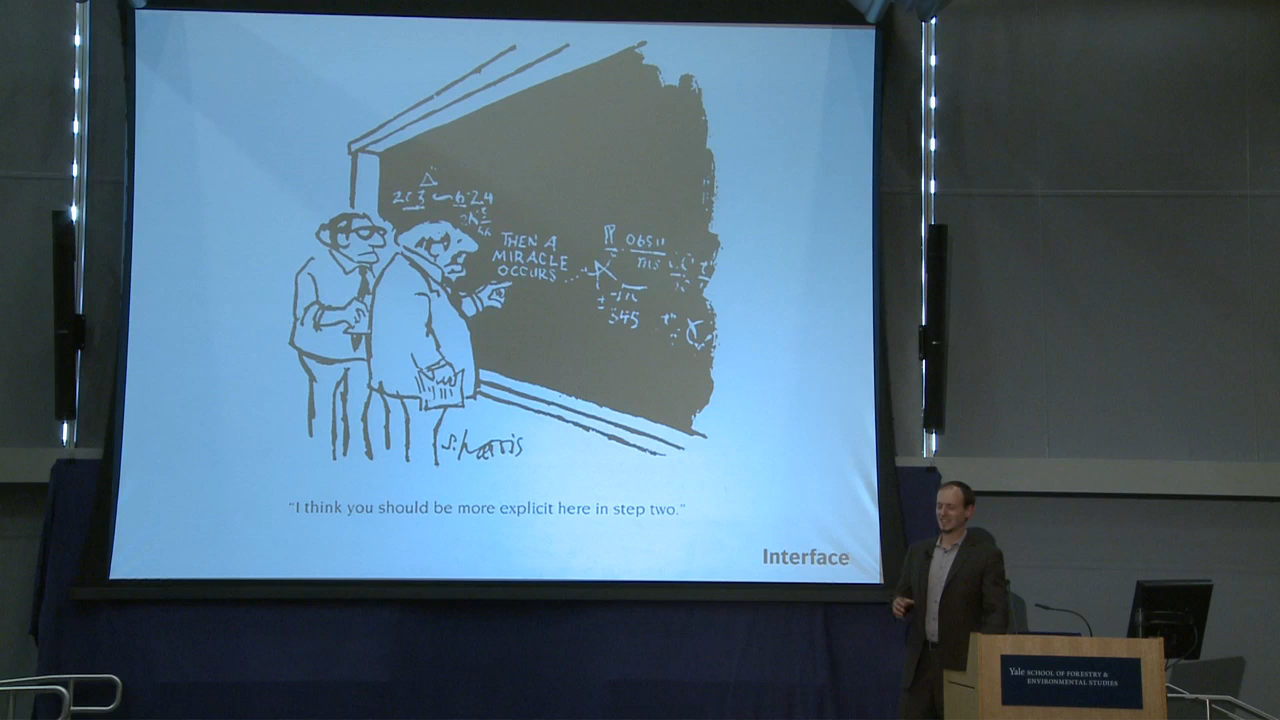 THEN A
MIRACLE
OCCURS
S. Harris
"I think you should be more explicit here in step two."
Interface
Yale SCHOOL OF FORESTRY &
ENVIRONMENTAL STUDIES